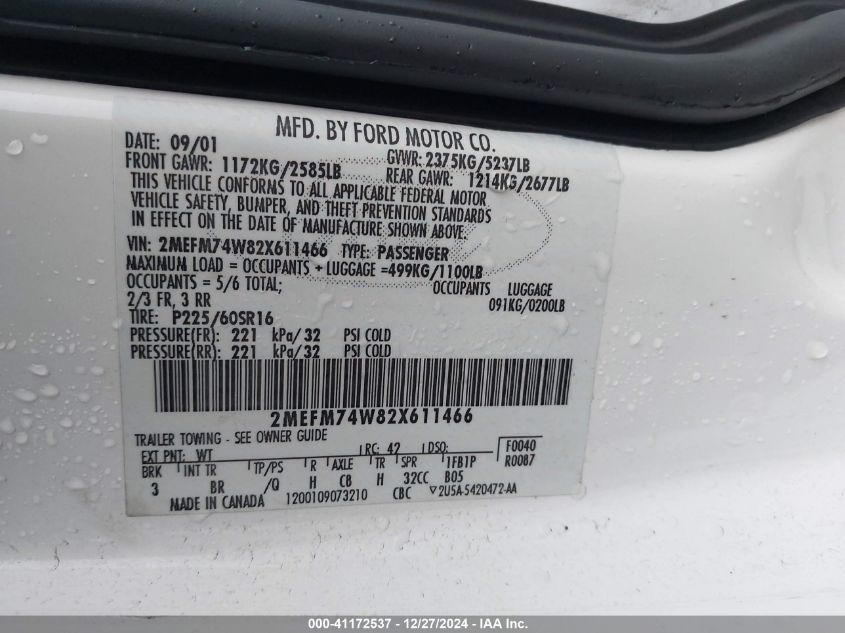 MFD. BY FORD MOTOR CO.
DATE: 09/01 GVWR: 2375KG/5237LB
FRONT GAWR: 1172KG/2585LB REAR GAWR: 1214KG/2677LB
THIS VEHICLE CONFORMS TO ALL APPLICABLE FEDERAL MOTOR
VEHICLE SAFETY, BUMPER, AND THEFT PREVENTION STANDARDS
IN EFFECT ON THE DATE OF MANUFACTURE SHOWN ABOVE.
VIN: 2MEFM74W82X611466 TYPE: PASSENGER
MAXIMUM LOAD = OCCUPANTS + LUGGAGE =499KG/1100LB
OCCUPANTS = 5/6 TOTAL; OCCUPANTS LUGGAGE
2/3 FR, 3 RR 091KG/0200LB
TIRE: P225/60SR16
PRESSURE(FR): 221 kPa/32 PSI COLD
PRESSURE(RR): 221 kPa/32 PSI COLD
2MEFM74W82X611466
TRAILER TOWING - SEE OWNER GUIDE
EXT PNT: WT RC: 42 DSO: F0040
BRK INT TR TP/PS R AXLE TR SPR 1FB1P R0087
3 BR /Q H CB H 32CC B05
MADE IN CANADA 1200109073210 CBC ▽2U5A-5420472-AA
000-41172537 - 12/27/2024 - IAA Inc.